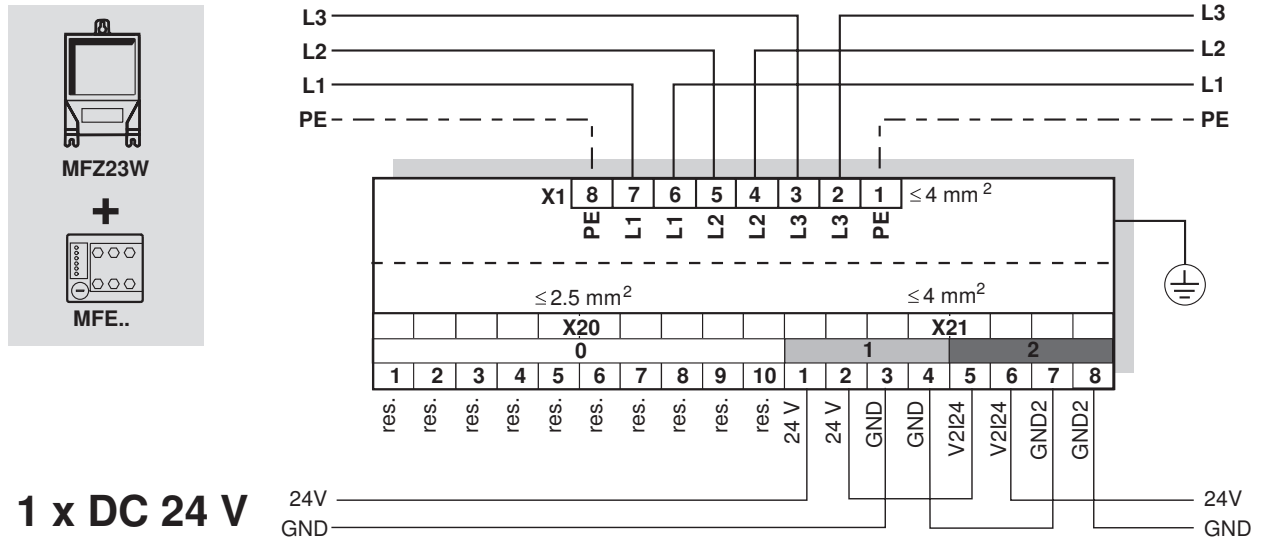 L3 L3
L2 L2
L1 L1
PE PE
MFZ23W
+
MFE..
X1 8 7 6 5 4 3 2 1 ≤ 4 mm²
PE L1 L1 L2 L2 L3 L3 PE
≤ 2.5 mm² ≤ 4 mm²
X20 X21
0 1 2
1 2 3 4 5 6 7 8 9 10 1 2 3 4 5 6 7 8
res. res. res. res. res. res. res. res. res. res. 24 V 24 V GND GND V2I24 V2I24 GND2 GND2
1 x DC 24 V
24V 24V
GND GND